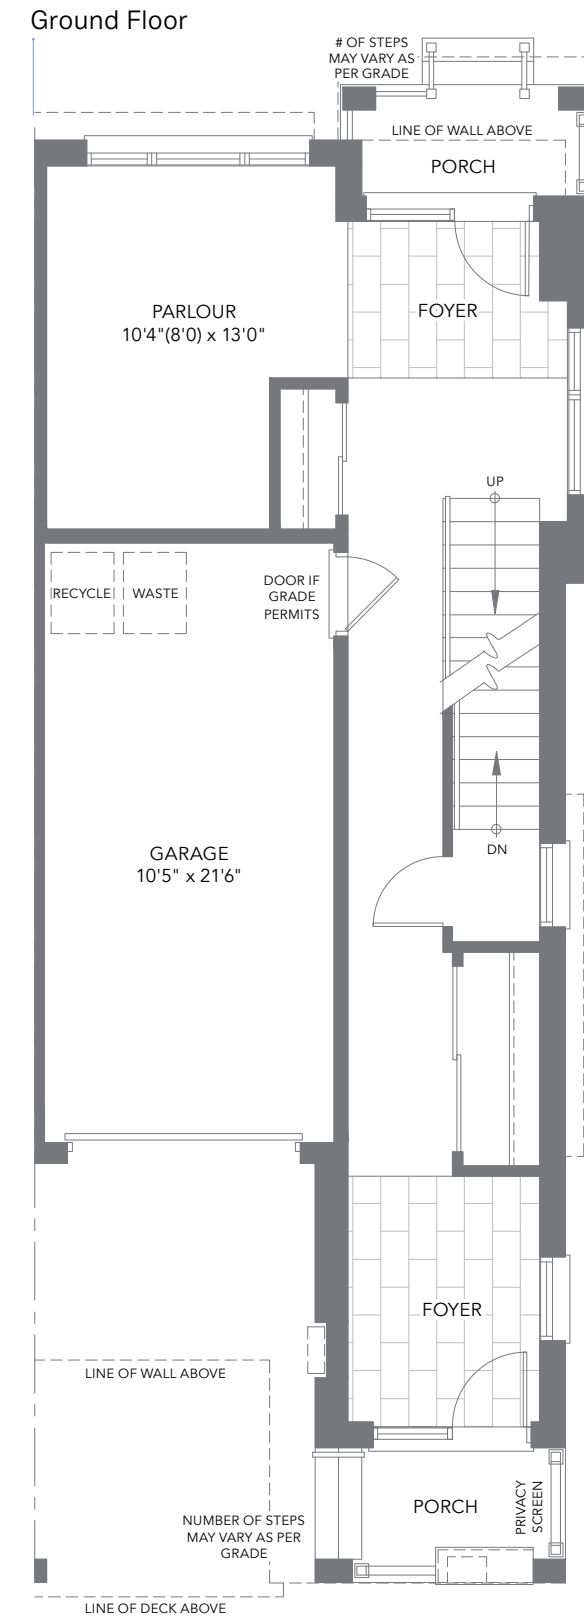 Ground Floor
# OF STEPS
MAY VARY AS
PER GRADE
LINE OF WALL ABOVE
PORCH
PARLOUR
10'4"(8'0) x 13'0"
FOYER
UP
RECYCLE
WASTE
DOOR IF
GRADE
PERMITS
GARAGE
10'5" x 21'6"
DN
FOYER
LINE OF WALL ABOVE
PORCH
PRIVACY
SCREEN
NUMBER OF STEPS
MAY VARY AS PER
GRADE
LINE OF DECK ABOVE